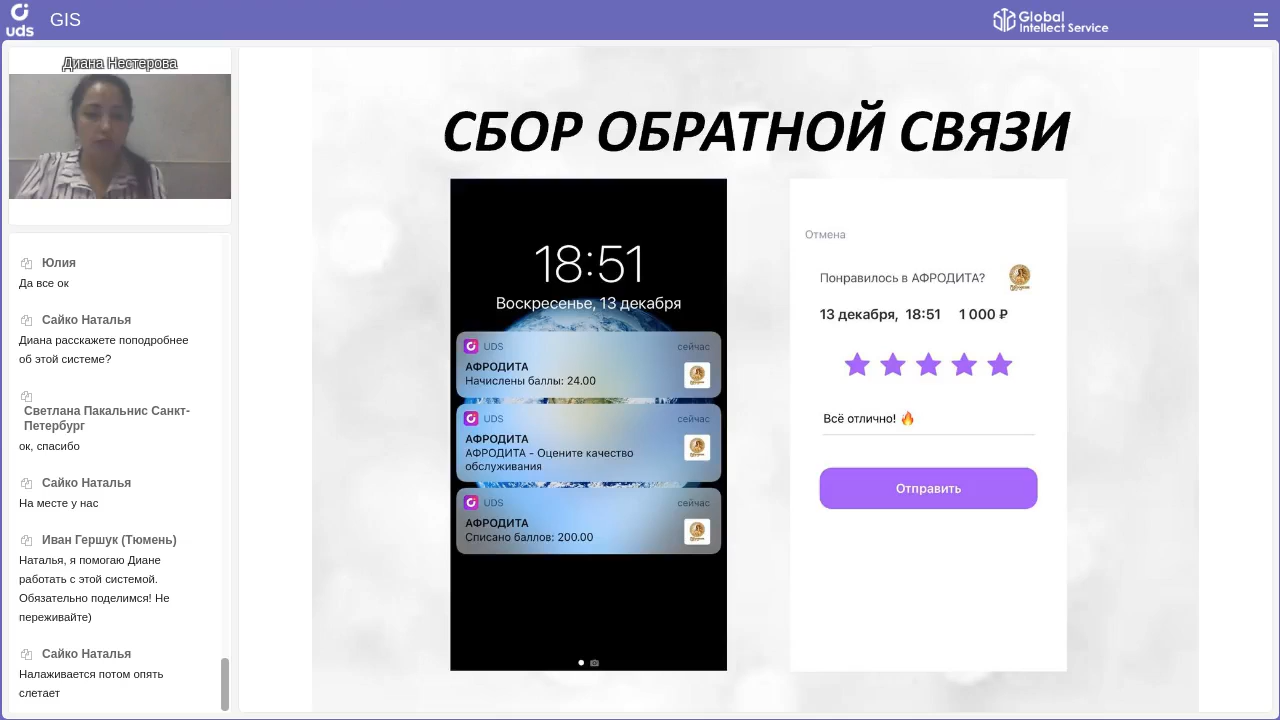 uds
GIS
Global
Intellect Service
Диана Нестерова
Юлия
Да все ок
Сайко Наталья
Диана расскажете поподробнее
об этой системе?
Светлана Пакальнис Санкт-
Петербург
ок, спасибо
Сайко Наталья
На месте у нас
Иван Гершук (Тюмень)
Наталья, я помогаю Диане
работать с этой системой.
Обязательно поделимся! Не
переживайте)
Сайко Наталья
Налаживается потом опять
слетает
СБОР ОБРАТНОЙ СВЯЗИ
18:51
Воскресенье, 13 декабря
UDS сейчас
АФРОДИТА
Начислены баллы: 24.00
UDS сейчас
АФРОДИТА
АФРОДИТА - Оцените качество
обслуживания
UDS сейчас
АФРОДИТА
Списано баллов: 200.00
Отмена
Понравилось в АФРОДИТА?
13 декабря, 18:51 1 000 ₽
Всё отлично! 🔥
Отправить